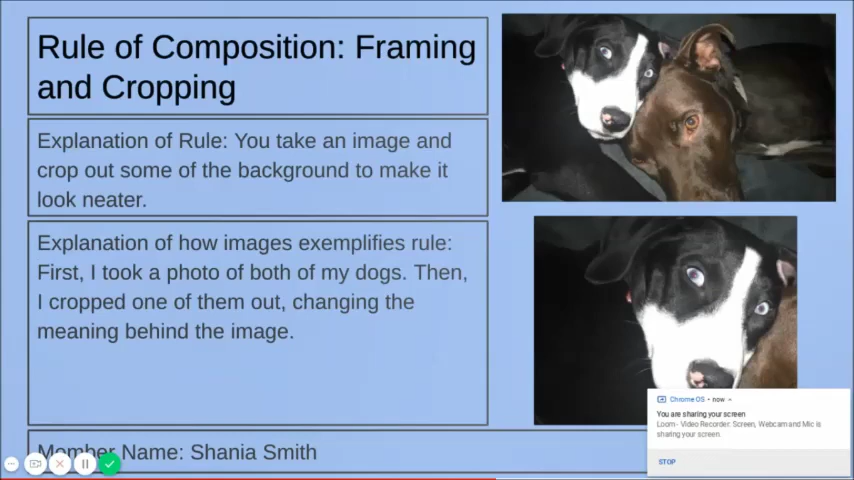 Rule of Composition: Framing
and Cropping
Explanation of Rule: You take an image and
crop out some of the background to make it
look neater.
Explanation of how images exemplifies rule:
First, I took a photo of both of my dogs. Then,
I cropped one of them out, changing the
meaning behind the image.
Member Name: Shania Smith
Chrome OS • now
You are sharing your screen
Loom - Video Recorder: Screen, Webcam and Mic is
sharing your screen.
STOP